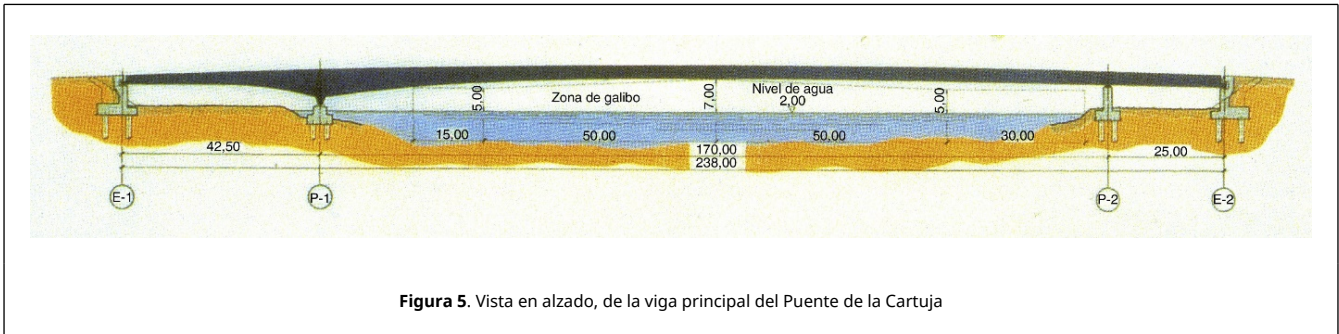 5,00
Zona de galibo
7,00
Nivel de agua
2,00
5,00
15,00
50,00
50,00
30,00
42,50
170,00
25,00
238,00
E-1
P-1
P-2
E-2
Figura 5. Vista en alzado, de la viga principal del Puente de la Cartuja